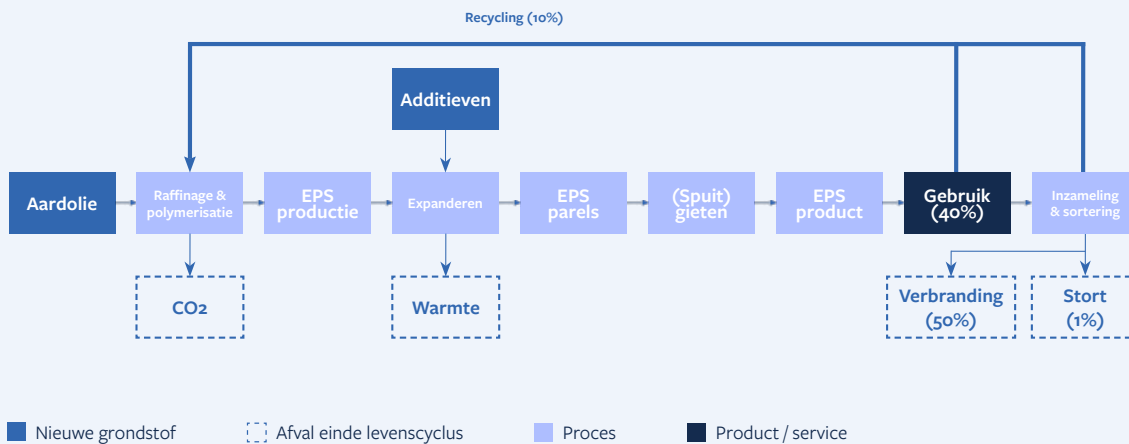 Recycling (10%)
Additieven
Aardolie
Raffinage &
polymerisatie
EPS
productie
Expanderen
EPS
parels
(Spuit)
gieten
EPS
product
Gebruik
(40%)
Inzameling
& sortering
CO2
Warmte
Verbranding
(50%)
Stort
(1%)
Nieuwe grondstof
Afval einde levenscyclus
Proces
Product / service